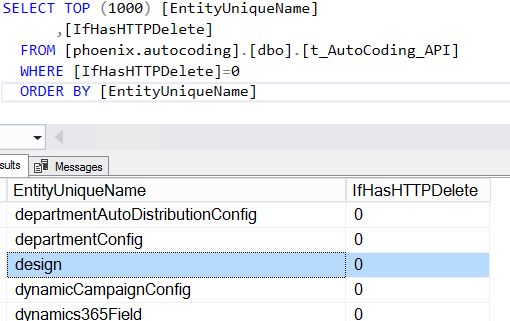 SELECT TOP (1000) [EntityUniqueName]
,[IfHasHTTPDelete]
FROM [phoenix.autocoding].[dbo].[t_AutoCoding_API]
WHERE [IfHasHTTPDelete]=0
ORDER BY [EntityUniqueName]
sults Messages
EntityUniqueName IfHasHTTPDelete
departmentAutoDistributionConfig 0
departmentConfig 0
design 0
dynamicCampaignConfig 0
dynamics365Field 0